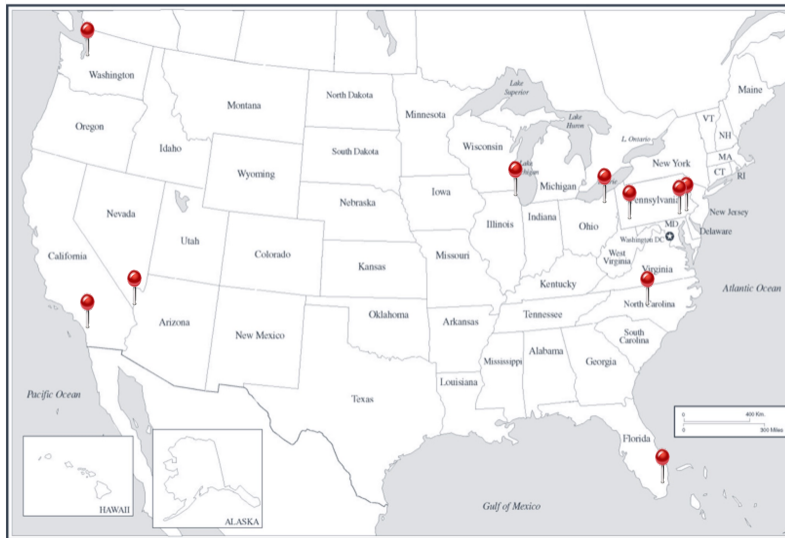 Washington
Montana
North Dakota
Minnesota
Lake
Superior
Maine
Oregon
Idaho
South Dakota
Wisconsin
Lake
Huron
L. Ontario
VT
NH
Wyoming
Lake
Michigan
New York
MA
CT
RI
Nevada
Nebraska
Iowa
Pennsylvania
California
Utah
Colorado
Kansas
Missouri
Illinois
Indiana
Ohio
New Jersey
MD
Delaware
Washington DC
West
Virginia
Virginia
Kentucky
Atlantic Ocean
Arizona
New Mexico
Oklahoma
Arkansas
Tennessee
North Carolina
South
Carolina
Mississippi
Alabama
Georgia
Louisiana
Texas
Pacific Ocean
0 400 Km.
0 300 Miles
Florida
HAWAII
ALASKA
Gulf of Mexico